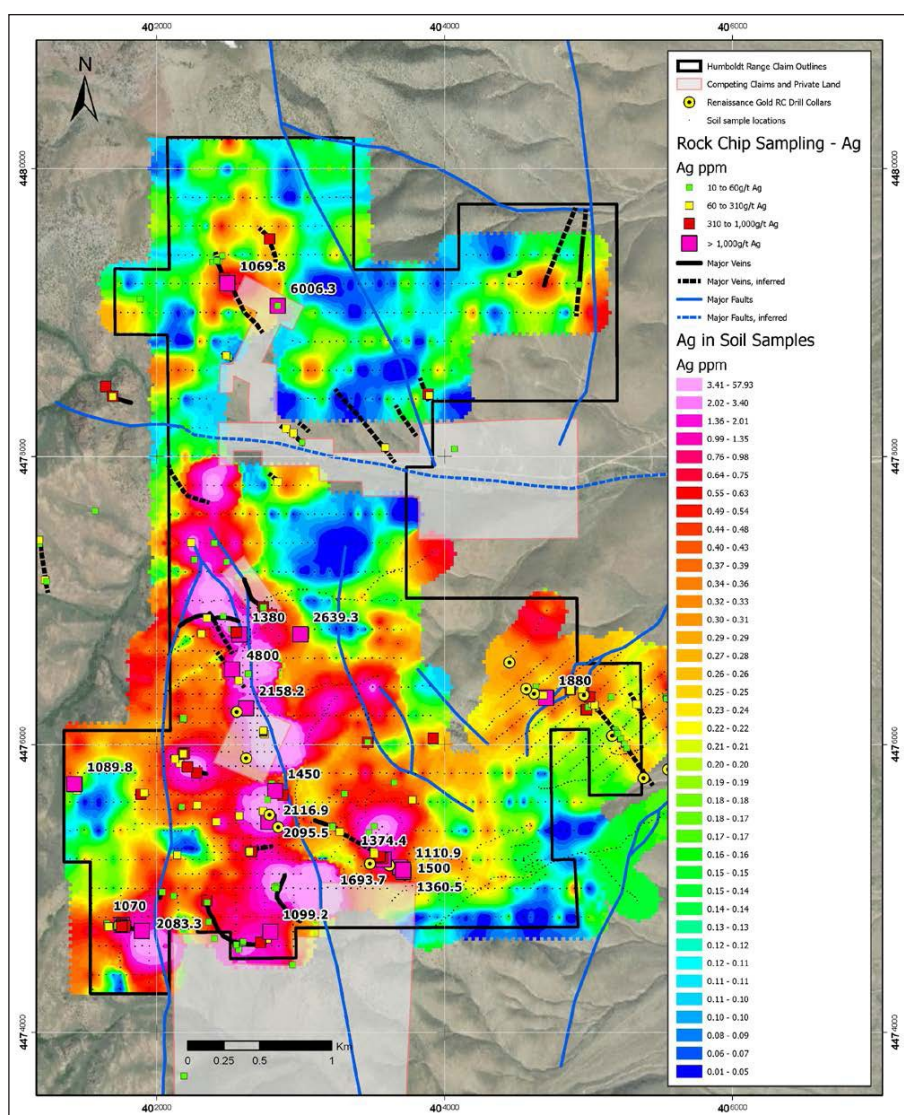 402000
404000
406000
N
4480000
4478000
4476000
4474000
1069.8
6006.3
1380
2639.3
4800
2158.2
1880
1089.8
1450
2116.9
2095.5
1374.4
1110.9
1500
1693.7
1360.5
1070
2083.3
1099.2
Km
0 0.25 0.5 1
Humboldt Range Claim Outlines
Competing Claims and Private Land
Renaissance Gold RC Drill Collars
Soil sample locations
Rock Chip Sampling - Ag
Ag ppm
10 to 60g/t Ag
60 to 310g/t Ag
310 to 1,000g/t Ag
> 1,000g/t Ag
Major Veins
Major Veins, inferred
Major Faults
Major Faults, inferred
Ag in Soil Samples
Ag ppm
3.41 - 57.93
2.02 - 3.40
1.36 - 2.01
0.99 - 1.35
0.76 - 0.98
0.64 - 0.75
0.55 - 0.63
0.49 - 0.54
0.44 - 0.48
0.40 - 0.43
0.37 - 0.39
0.34 - 0.36
0.32 - 0.33
0.30 - 0.31
0.29 - 0.29
0.27 - 0.28
0.26 - 0.26
0.25 - 0.25
0.23 - 0.24
0.22 - 0.22
0.21 - 0.21
0.20 - 0.20
0.19 - 0.19
0.18 - 0.18
0.17 - 0.17
0.16 - 0.16
0.15 - 0.15
0.15 - 0.14
0.14 - 0.14
0.13 - 0.13
0.12 - 0.12
0.12 - 0.11
0.11 - 0.11
0.11 - 0.10
0.10 - 0.10
0.08 - 0.09
0.06 - 0.07
0.01 - 0.05
4480000
4478000
4476000
4474000
402000
404000
406000